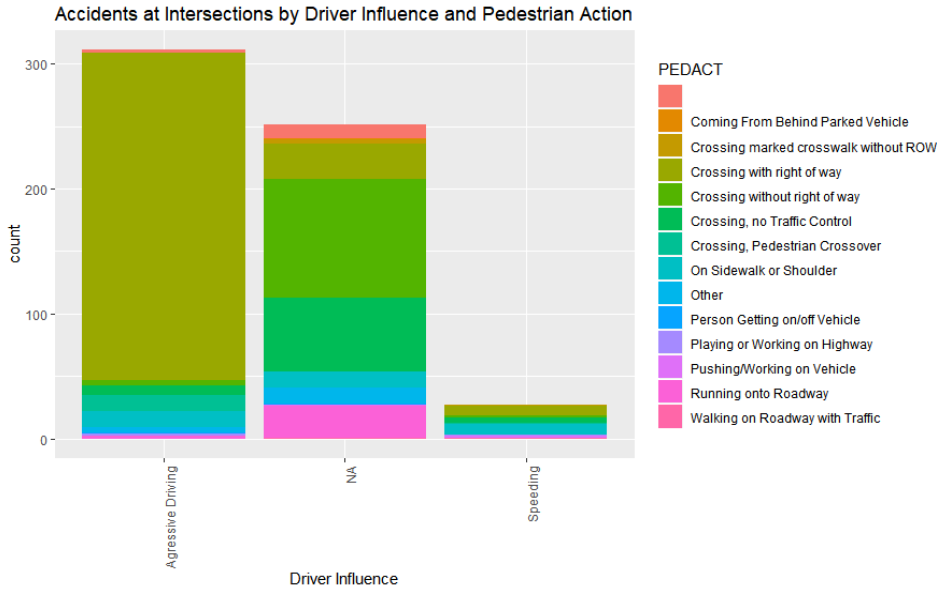 Accidents at Intersections by Driver Influence and Pedestrian Action
300
200
100
0
count
Agressive Driving
NA
Speeding
Driver Influence
PEDACT
Coming From Behind Parked Vehicle
Crossing marked crosswalk without ROW
Crossing with right of way
Crossing without right of way
Crossing, no Traffic Control
Crossing, Pedestrian Crossover
On Sidewalk or Shoulder
Other
Person Getting on/off Vehicle
Playing or Working on Highway
Pushing/Working on Vehicle
Running onto Roadway
Walking on Roadway with Traffic